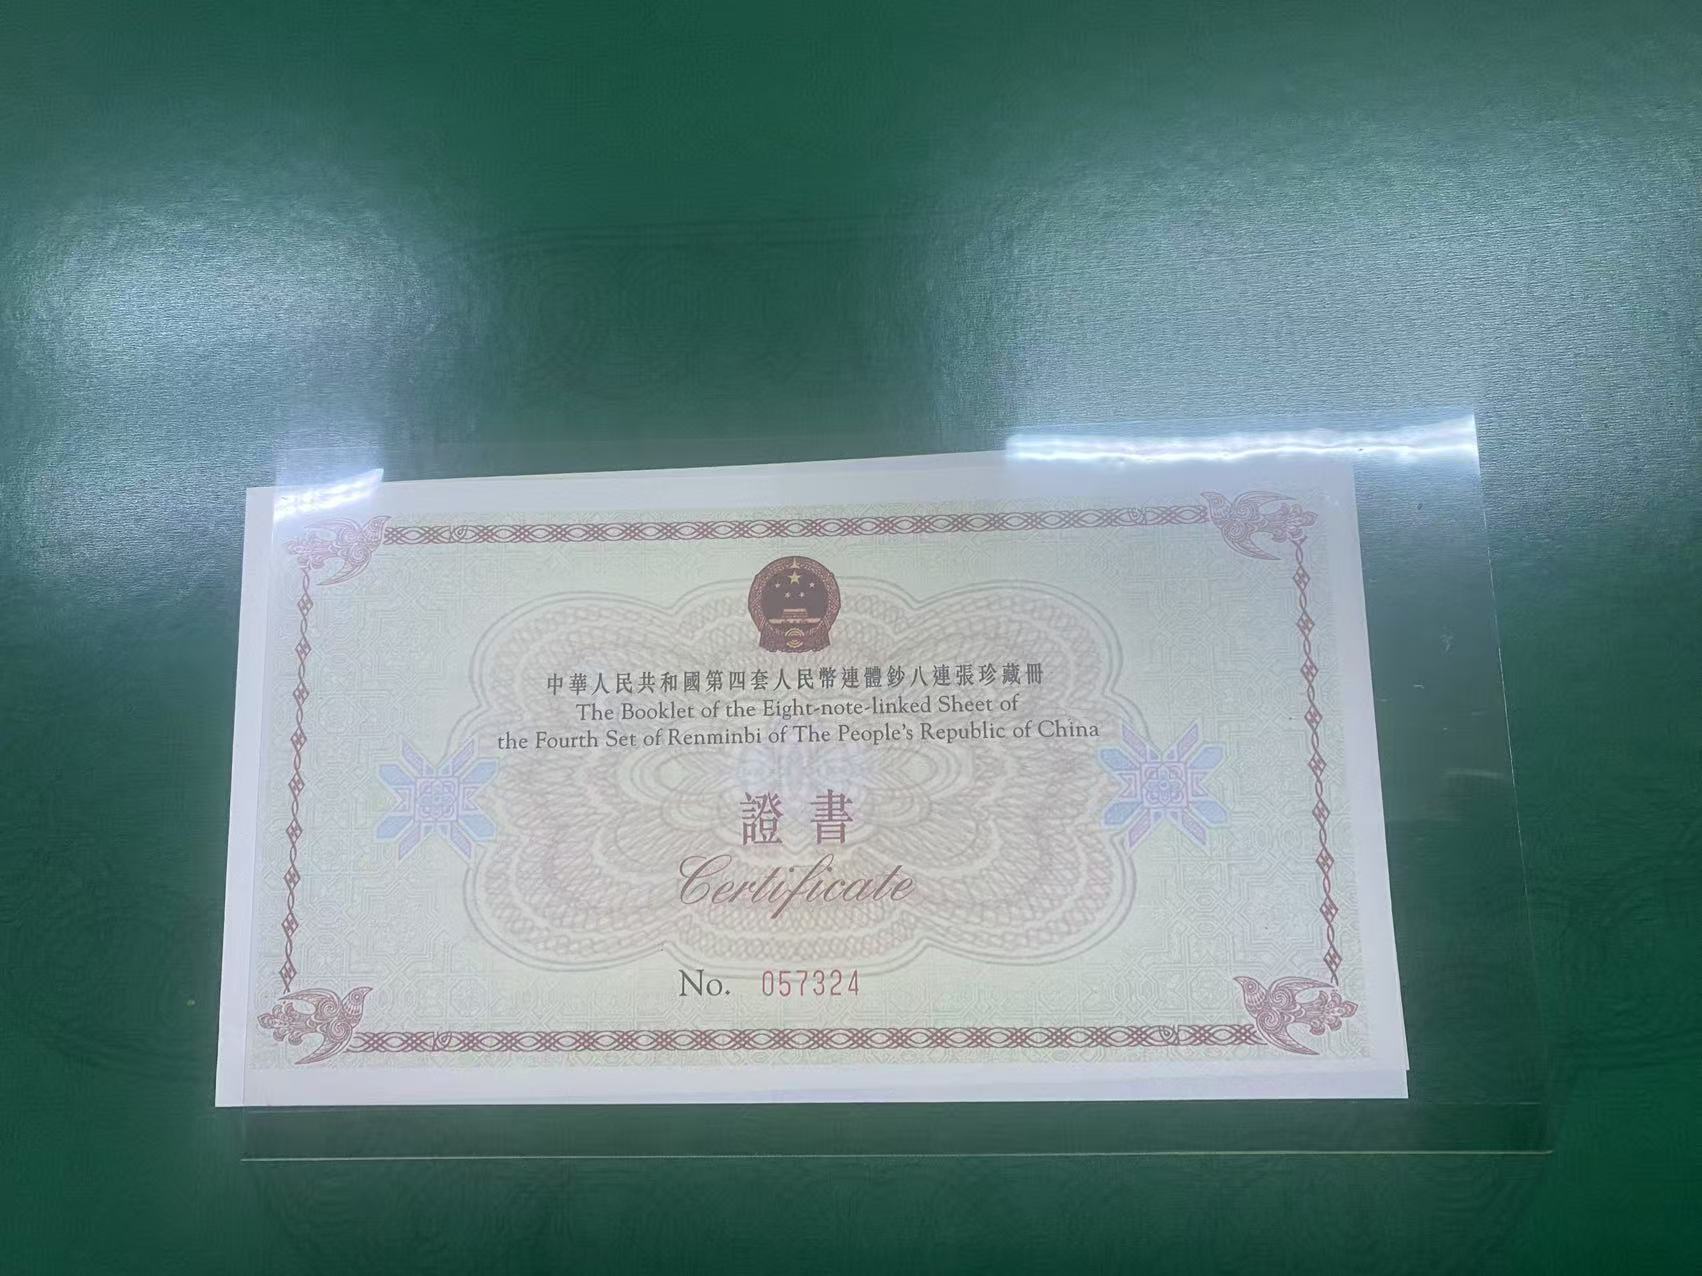 中華人民共和國第四套人民幣連體鈔八連張珍藏冊
The Booklet of the Eight-note-linked Sheet of
the Fourth Set of Renminbi of The People's Republic of China
證書
Certificate
No. 057324